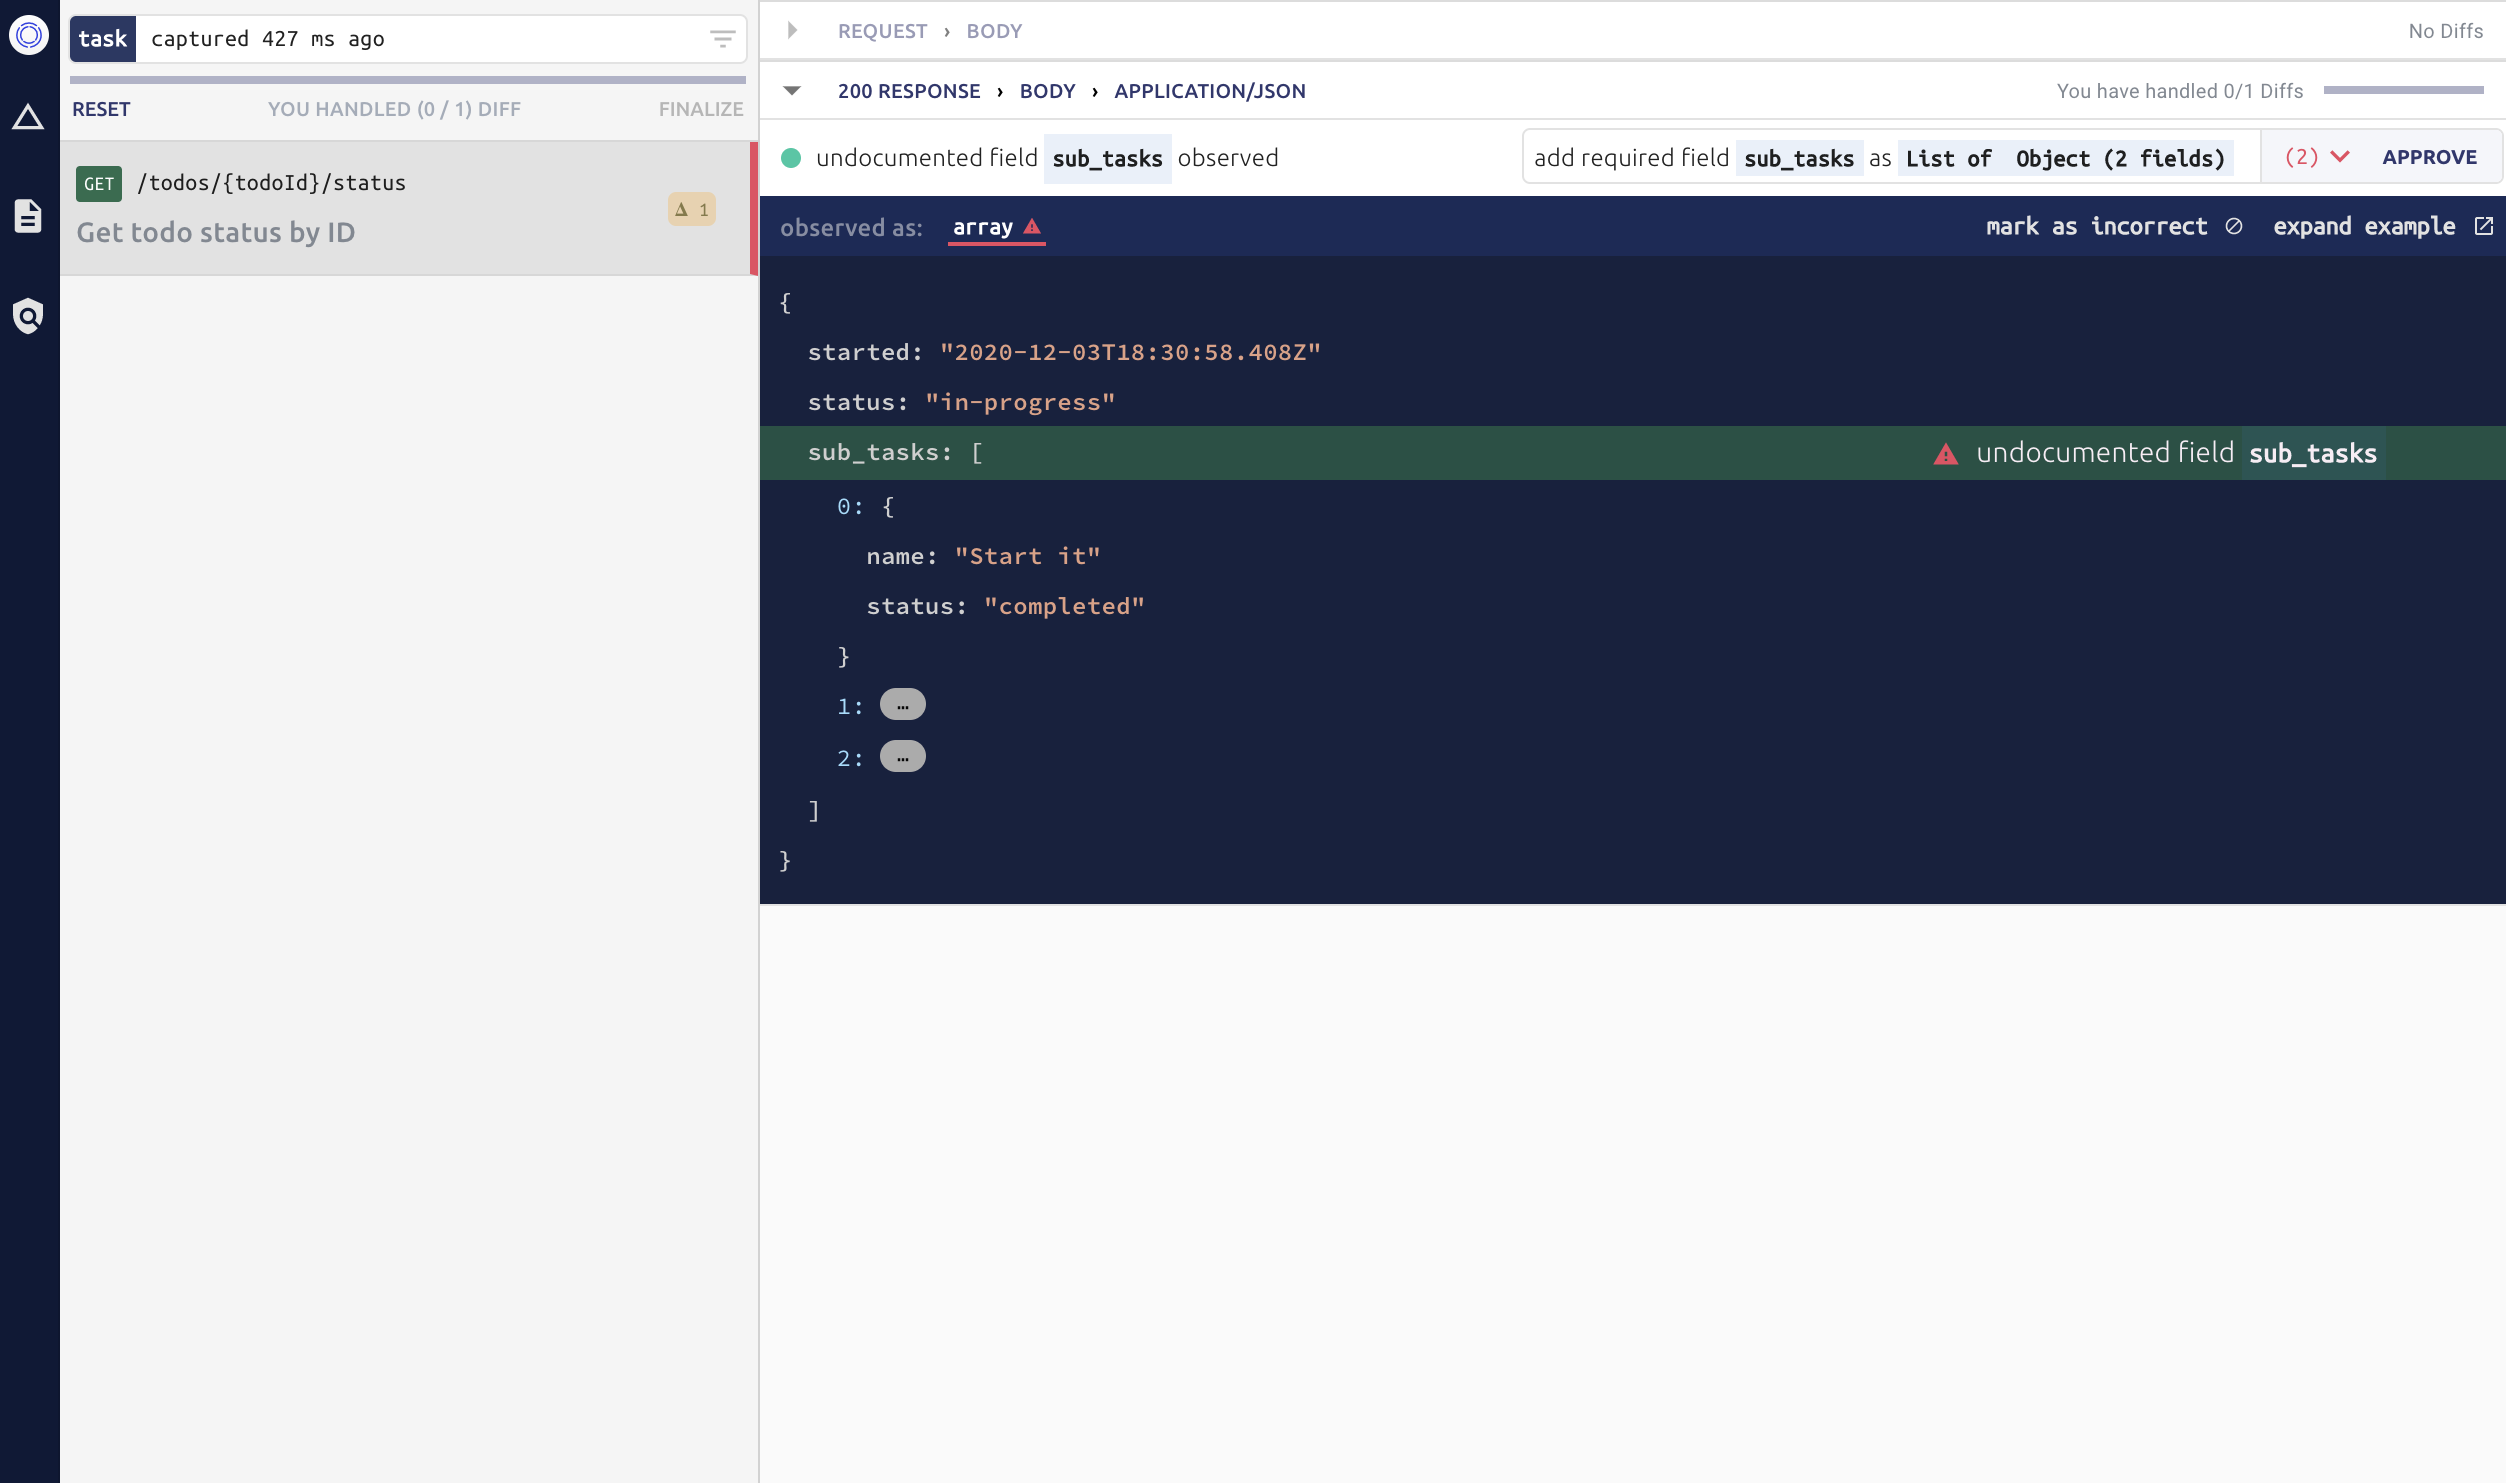 task captured 427 ms ago
RESET YOU HANDLED (0 / 1) DIFF FINALIZE
GET /todos/{todoId}/status
Get todo status by ID
Δ 1
REQUEST › BODY No Diffs
200 RESPONSE › BODY › APPLICATION/JSON You have handled 0/1 Diffs
undocumented field sub_tasks observed add required field sub_tasks as List of Object (2 fields) (2) APPROVE
observed as: array mark as incorrect expand example
{
started: "2020-12-03T18:30:58.408Z"
status: "in-progress"
sub_tasks: [ undocumented field sub_tasks
0: {
name: "Start it"
status: "completed"
}
1: …
2: …
]
}